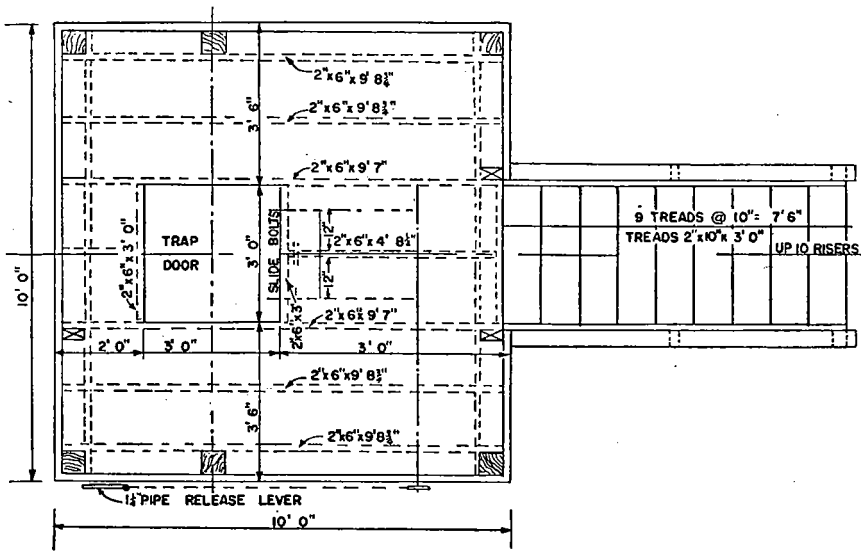 2"x6"x 9' 8¾"
2"x6"x 9' 8¾"
3' 6"
2"x6"x 9' 7"
9 TREADS @ 10"= 7'6"
TREADS 2"x10"x 3' 0"
UP 10 RISERS
10' 0"
2"x6"x 3' 0"
TRAP
DOOR
3' 0"
SLIDE BOLTS
12"
2"x6"x 4' 8½"
12"
2"x6"x 3'
2"x6"x 9' 7"
2' 0"
3' 0"
3' 0"
2"x6"x 9' 8¾"
3' 6"
2"x6"x 9' 8¾"
1¼" PIPE RELEASE LEVER
10' 0"